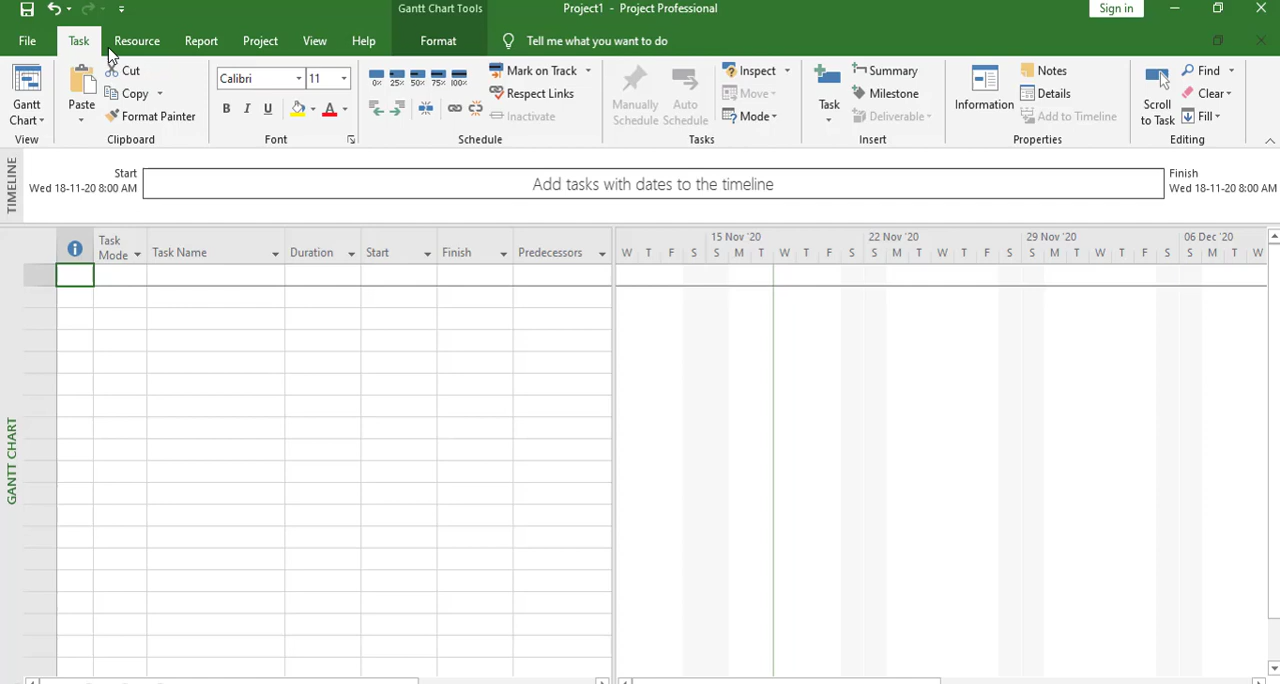 Gantt Chart Tools
Project1 - Project Professional
Sign in
File Task Resource Report Project View Help Format Tell me what you want to do
Gantt
Chart
View
Paste
Cut
Copy
Format Painter
Clipboard
Calibri 11
B I U A
Font
0% 25% 50% 75% 100%
Mark on Track
Respect Links
Inactivate
Schedule
Manually
Schedule
Auto
Schedule
Inspect
Move
Mode
Tasks
Task
Summary
Milestone
Deliverable
Insert
Information
Notes
Details
Add to Timeline
Properties
Scroll
to Task
Find
Clear
Fill
Editing
TIMELINE
Start
Wed 18-11-20 8:00 AM
Add tasks with dates to the timeline
Finish
Wed 18-11-20 8:00 AM
GANTT CHART
Task
Mode
Task Name
Duration
Start
Finish
Predecessors
15 Nov '20 22 Nov '20 29 Nov '20 06 Dec '20
W T F S S M T W T F S S M T W T F S S M T W T F S S M T W